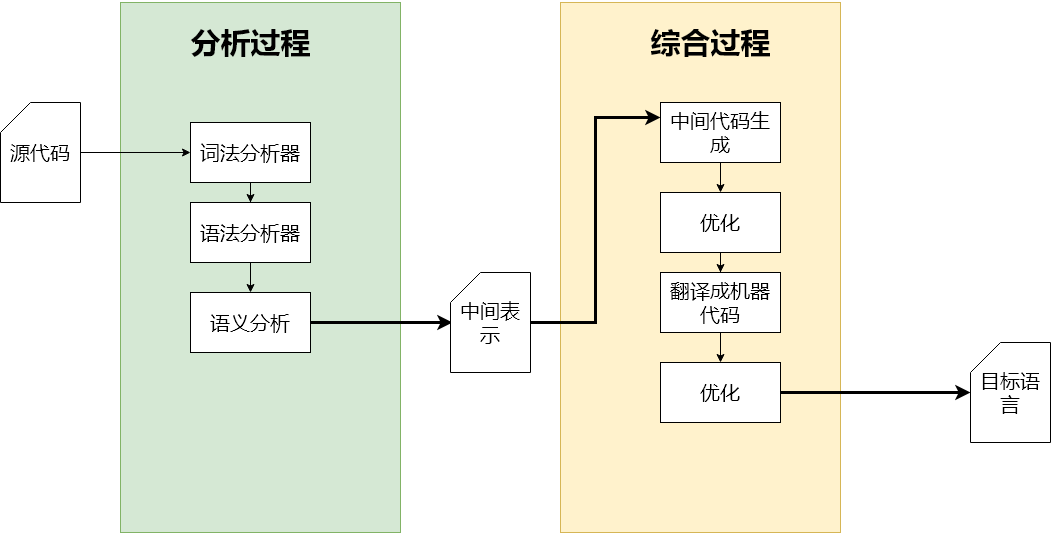 分析过程
综合过程
源代码
词法分析器
语法分析器
语义分析
中间表
示
中间代码生
成
优化
翻译成机器
代码
优化
目标语
言